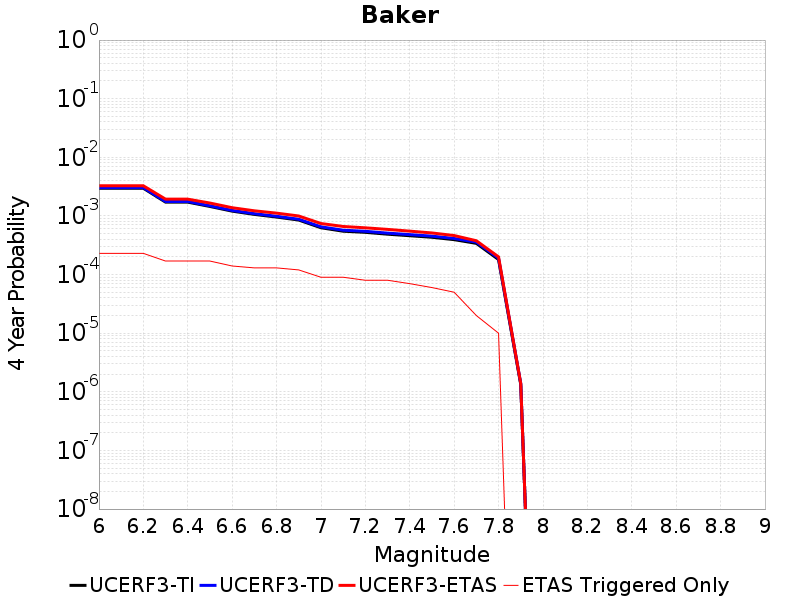 Baker
4 Year Probability
10^0
10^-1
10^-2
10^-3
10^-4
10^-5
10^-6
10^-7
10^-8
6 6.2 6.4 6.6 6.8 7 7.2 7.4 7.6 7.8 8 8.2 8.4 8.6 8.8 9
Magnitude
UCERF3-TI UCERF3-TD UCERF3-ETAS ETAS Triggered Only